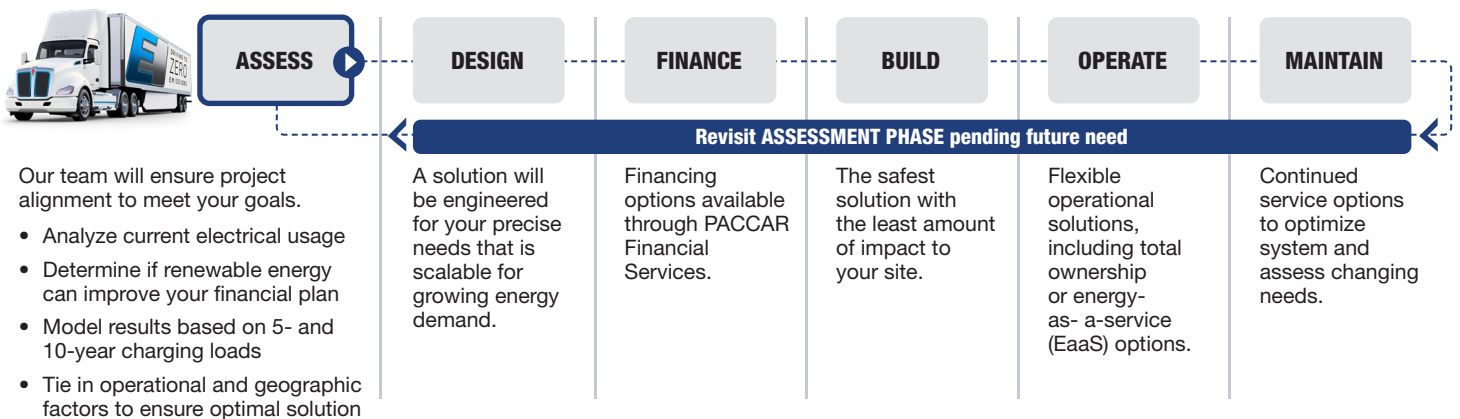 E
DRIVING TO
ZERO
EMISSIONS
ASSESS
DESIGN
FINANCE
BUILD
OPERATE
MAINTAIN
Revisit ASSESSMENT PHASE pending future need
Our team will ensure project
alignment to meet your goals.
• Analyze current electrical usage
• Determine if renewable energy
can improve your financial plan
• Model results based on 5- and
10-year charging loads
• Tie in operational and geographic
factors to ensure optimal solution
A solution will
be engineered
for your precise
needs that is
scalable for
growing energy
demand.
Financing
options available
through PACCAR
Financial
Services.
The safest
solution with
the least amount
of impact to
your site.
Flexible
operational
solutions,
including total
ownership
or energy-
as- a-service
(EaaS) options.
Continued
service options
to optimize
system and
assess changing
needs.